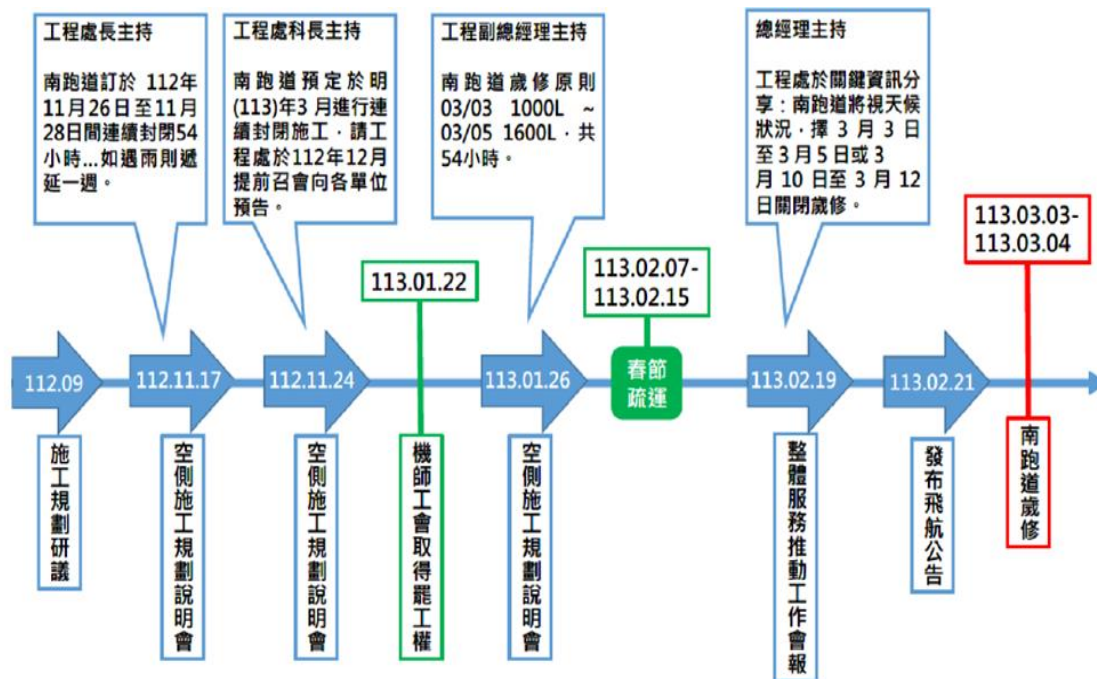 工程處長主持
南跑道訂於 112年
11月26日至11月
28日間連續封閉54
小時...如遇雨則遞
延一週。
工程處科長主持
南跑道預定於明
(113)年3月進行連
續封閉施工，請工
程處於112年12月
提前召會向各單位
預告。
工程副總經理主持
南跑道歲修原則
03/03 1000L ~
03/05 1600L，共
54小時。
總經理主持
工程處於關鍵資訊分
享：南跑道將視天候
狀況，擇 3 月 3 日
至 3 月 5 日或 3
月 10 日至 3 月 12
日關閉歲修。
113.03.03-
113.03.04
113.01.22
113.02.07-
113.02.15
112.09
112.11.17
112.11.24
113.01.26
春節
疏運
113.02.19
113.02.21
施工規劃研議
空側施工規劃說明會
空側施工規劃說明會
機師工會取得罷工權
空側施工規劃說明會
整體服務推動工作會報
發布飛航公告
南跑道歲修